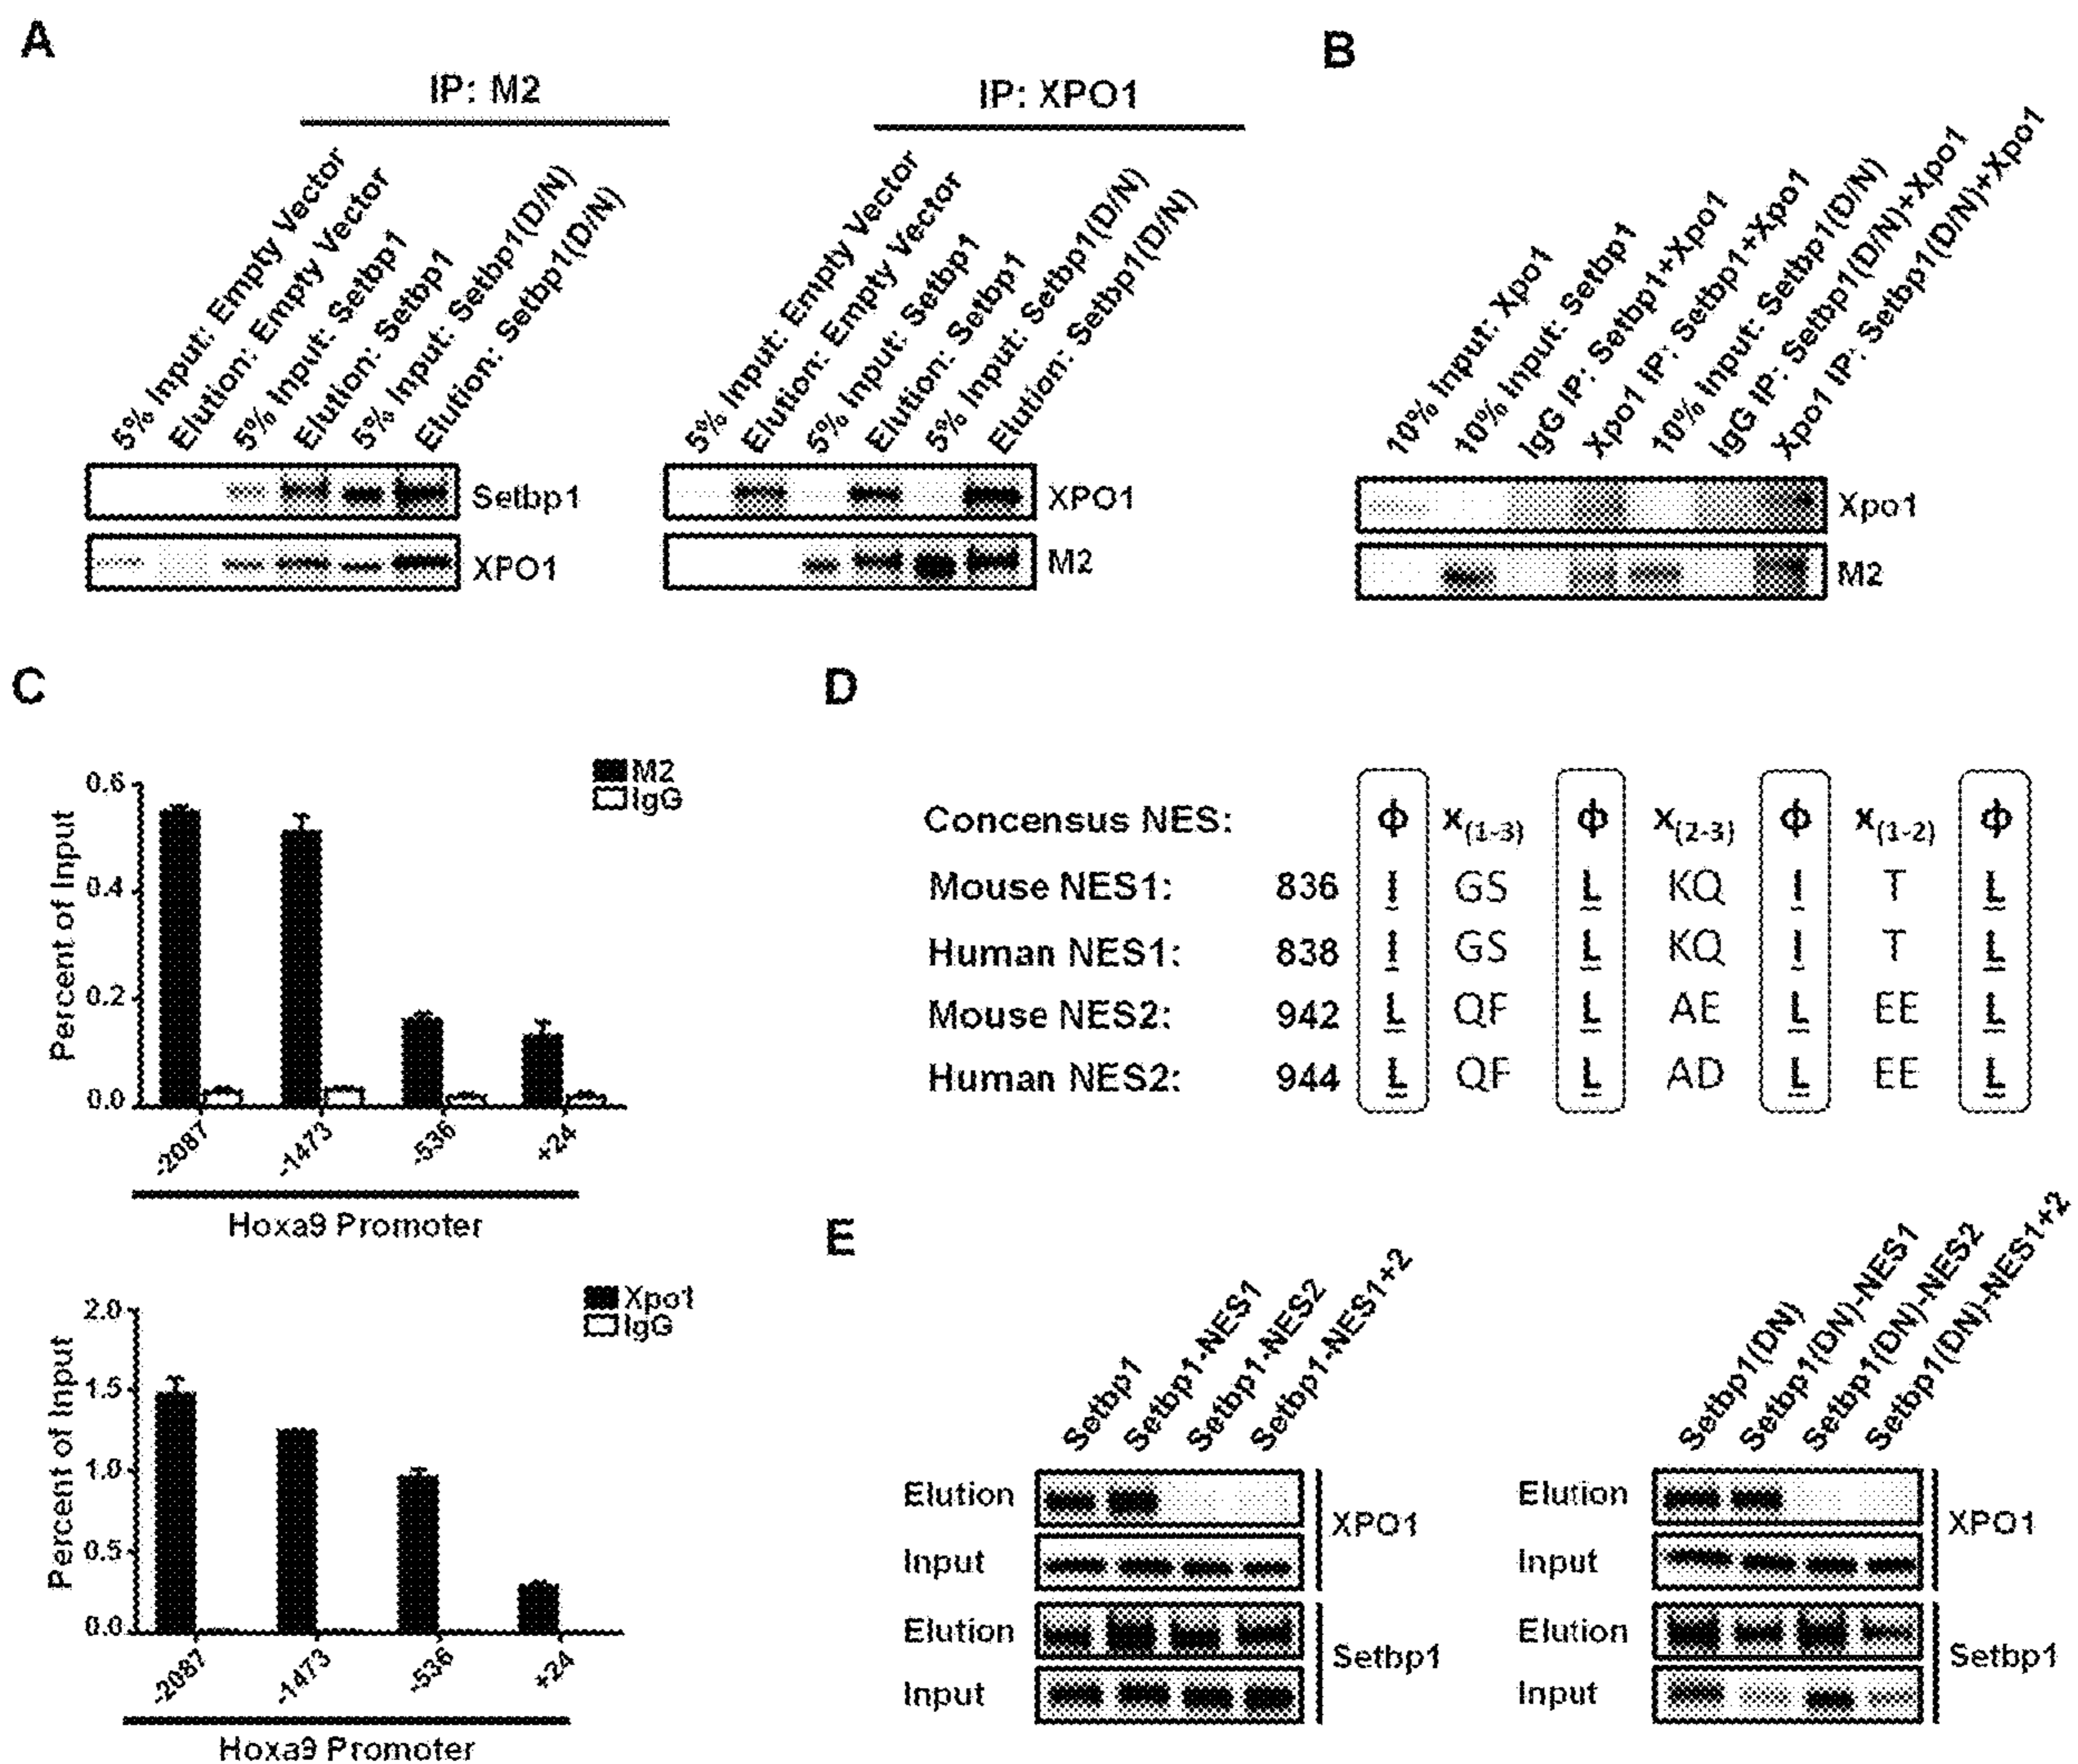 A
IP: M2
IP: XPO1
5% Input: Empty Vector
Elution: Empty Vector
5% Input: Setbp1
Elution: Setbp1
5% Input: Setbp1(D/N)
Elution: Setbp1(D/N)
5% Input: Empty Vector
Elution: Empty Vector
5% Input: Setbp1
Elution: Setbp1
5% Input: Setbp1(D/N)
Elution: Setbp1(D/N)
Setbp1
XPO1
XPO1
M2
B
10% Input: Xpo1
10% Input: Setbp1
IgG IP: Setbp1+Xpo1
Xpo1 IP: Setbp1+Xpo1
10% Input: Setbp1(D/N)
IgG IP: Setbp1(D/N)+Xpo1
Xpo1 IP: Setbp1(D/N)+Xpo1
Xpo1
M2
C
M2
IgG
Percent of Input
0.6
0.4
0.2
0.0
-2087
-1473
-536
+24
Hoxa9 Promoter
Xpo1
IgG
Percent of Input
2.0
1.5
1.0
0.5
0.0
-2087
-1473
-536
+24
Hoxa9 Promoter
D
Concensus NES: ϕ x(1-3) ϕ x(2-3) ϕ x(1-2) ϕ
Mouse NES1: 836 I GS L KQ I T L
Human NES1: 838 I GS L KQ I T L
Mouse NES2: 942 L QF L AE L EE L
Human NES2: 944 L QF L AD L EE L
E
Setbp1
Setbp1-NES1
Setbp1-NES2
Setbp1-NES1+2
Elution
Input
XPO1
Elution
Input
Setbp1
Setbp1(DN)
Setbp1(DN)-NES1
Setbp1(DN)-NES2
Setbp1(DN)-NES1+2
Elution
Input
XPO1
Elution
Input
Setbp1